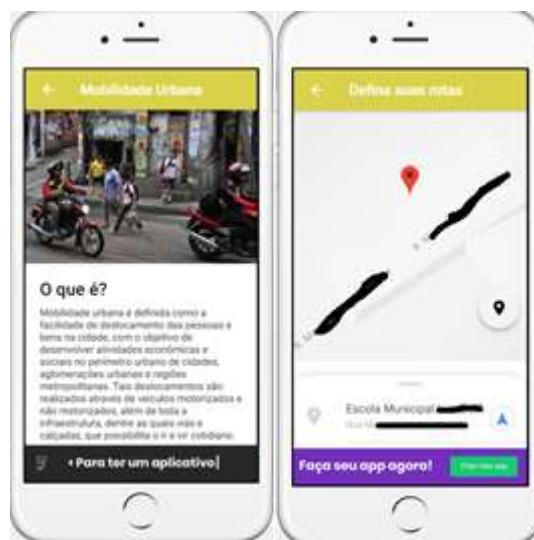 Mobilidade Urbana
O que é?
Mobilidade urbana é definida como a
facilidade de deslocamento das pessoas e
bens na cidade, com o objetivo de
desenvolver atividades econômicas e
sociais no perímetro urbano de cidades,
aglomerações urbanas e regiões
metropolitanas. Tais deslocamentos são
realizados através de veículos motorizados e
não motorizados, além de toda a
infraestrutura, dentre as quais vias e
calçadas, que possibilita o ir e vir cotidiano.
Para ter um aplicativo
Defina suas rotas
Escola Municipal
Faça seu app agora!